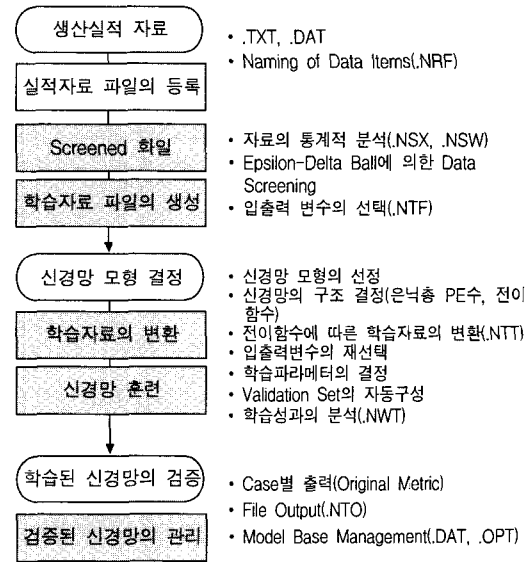 생산실적 자료
• .TXT, .DAT
• Naming of Data Items(.NRF)
실적자료 파일의 등록
Screened 화일
• 자료의 통계적 분석(.NSX, .NSW)
• Epsilon-Delta Ball에 의한 Data
Screening
학습자료 파일의 생성
• 입출력 변수의 선택(.NTF)
신경망 모형 결정
• 신경망 모형의 선정
• 신경망의 구조 결정(은닉층 PE수, 전이
함수)
학습자료의 변환
• 전이함수에 따른 학습자료의 변환(.NTT)
• 입출력변수의 재선택
신경망 훈련
• 학습파라메터의 결정
• Validation Set의 자동구성
• 학습성과의 분석(.NWT)
학습된 신경망의 검증
• Case별 출력(Original Metric)
• File Output(.NTO)
검증된 신경망의 관리
• Model Base Management(.DAT, .OPT)